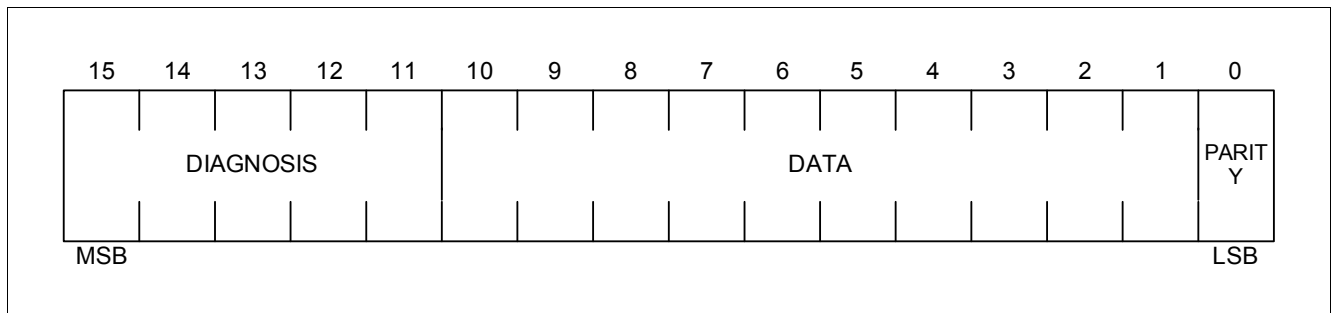 15 14 13 12 11 10 9 8 7 6 5 4 3 2 1 0
DIAGNOSIS DATA PARIT
Y
MSB LSB